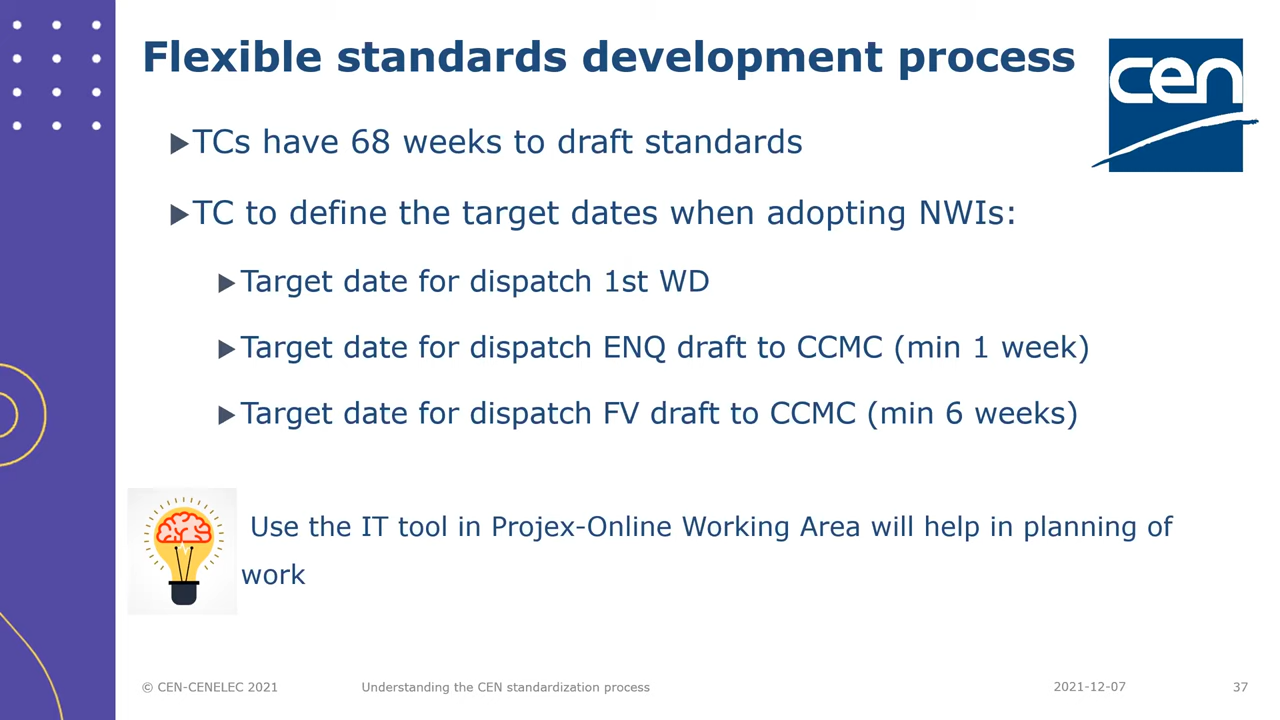 Flexible standards development process
cen
TCs have 68 weeks to draft standards
TC to define the target dates when adopting NWIs:
Target date for dispatch 1st WD
Target date for dispatch ENQ draft to CCMC (min 1 week)
Target date for dispatch FV draft to CCMC (min 6 weeks)
Use the IT tool in Projex-Online Working Area will help in planning of
work
© CEN-CENELEC 2021
Understanding the CEN standardization process
2021-12-07
37